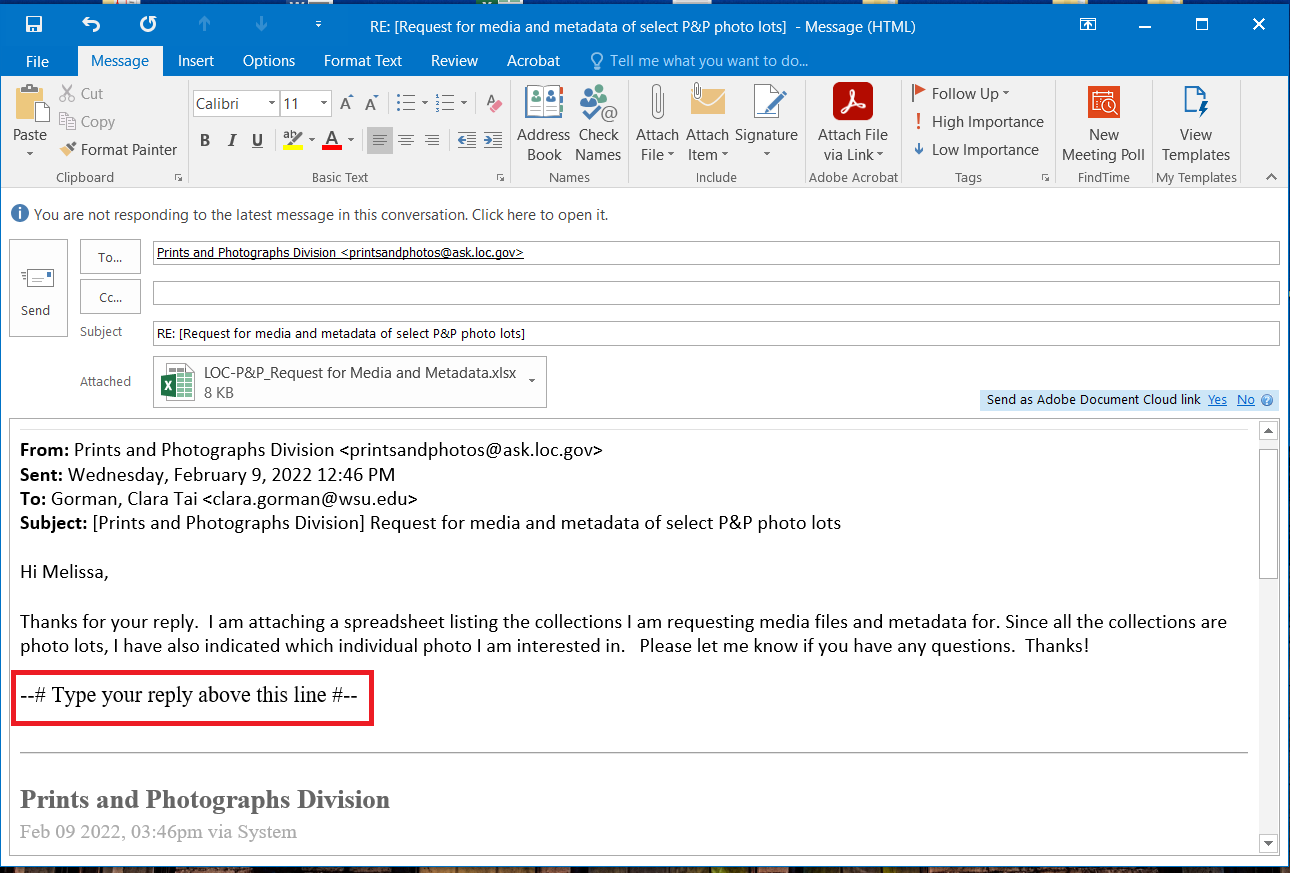 RE: [Request for media and metadata of select P&P photo lots] - Message (HTML)
File Message Insert Options Format Text Review Acrobat Tell me what you want to do...
Paste
Cut
Copy
Format Painter
Clipboard
Calibri 11
B I U
Basic Text
Address Book
Check Names
Names
Attach File
Attach Item
Signature
Include
Attach File via Link
Adobe Acrobat
Follow Up
High Importance
Low Importance
Tags
New Meeting Poll
FindTime
View Templates
My Templates
You are not responding to the latest message in this conversation. Click here to open it.
Send
To... Prints and Photographs Division <printsandphotos@ask.loc.gov>
Cc...
Subject RE: [Request for media and metadata of select P&P photo lots]
Attached LOC-P&P_Request for Media and Metadata.xlsx
8 KB
Send as Adobe Document Cloud link Yes No
From: Prints and Photographs Division <printsandphotos@ask.loc.gov>
Sent: Wednesday, February 9, 2022 12:46 PM
To: Gorman, Clara Tai <clara.gorman@wsu.edu>
Subject: [Prints and Photographs Division] Request for media and metadata of select P&P photo lots
Hi Melissa,
Thanks for your reply.  I am attaching a spreadsheet listing the collections I am requesting media files and metadata for. Since all the collections are
photo lots, I have also indicated which individual photo I am interested in.   Please let me know if you have any questions.  Thanks!
--# Type your reply above this line #--
Prints and Photographs Division
Feb 09 2022, 03:46pm via System